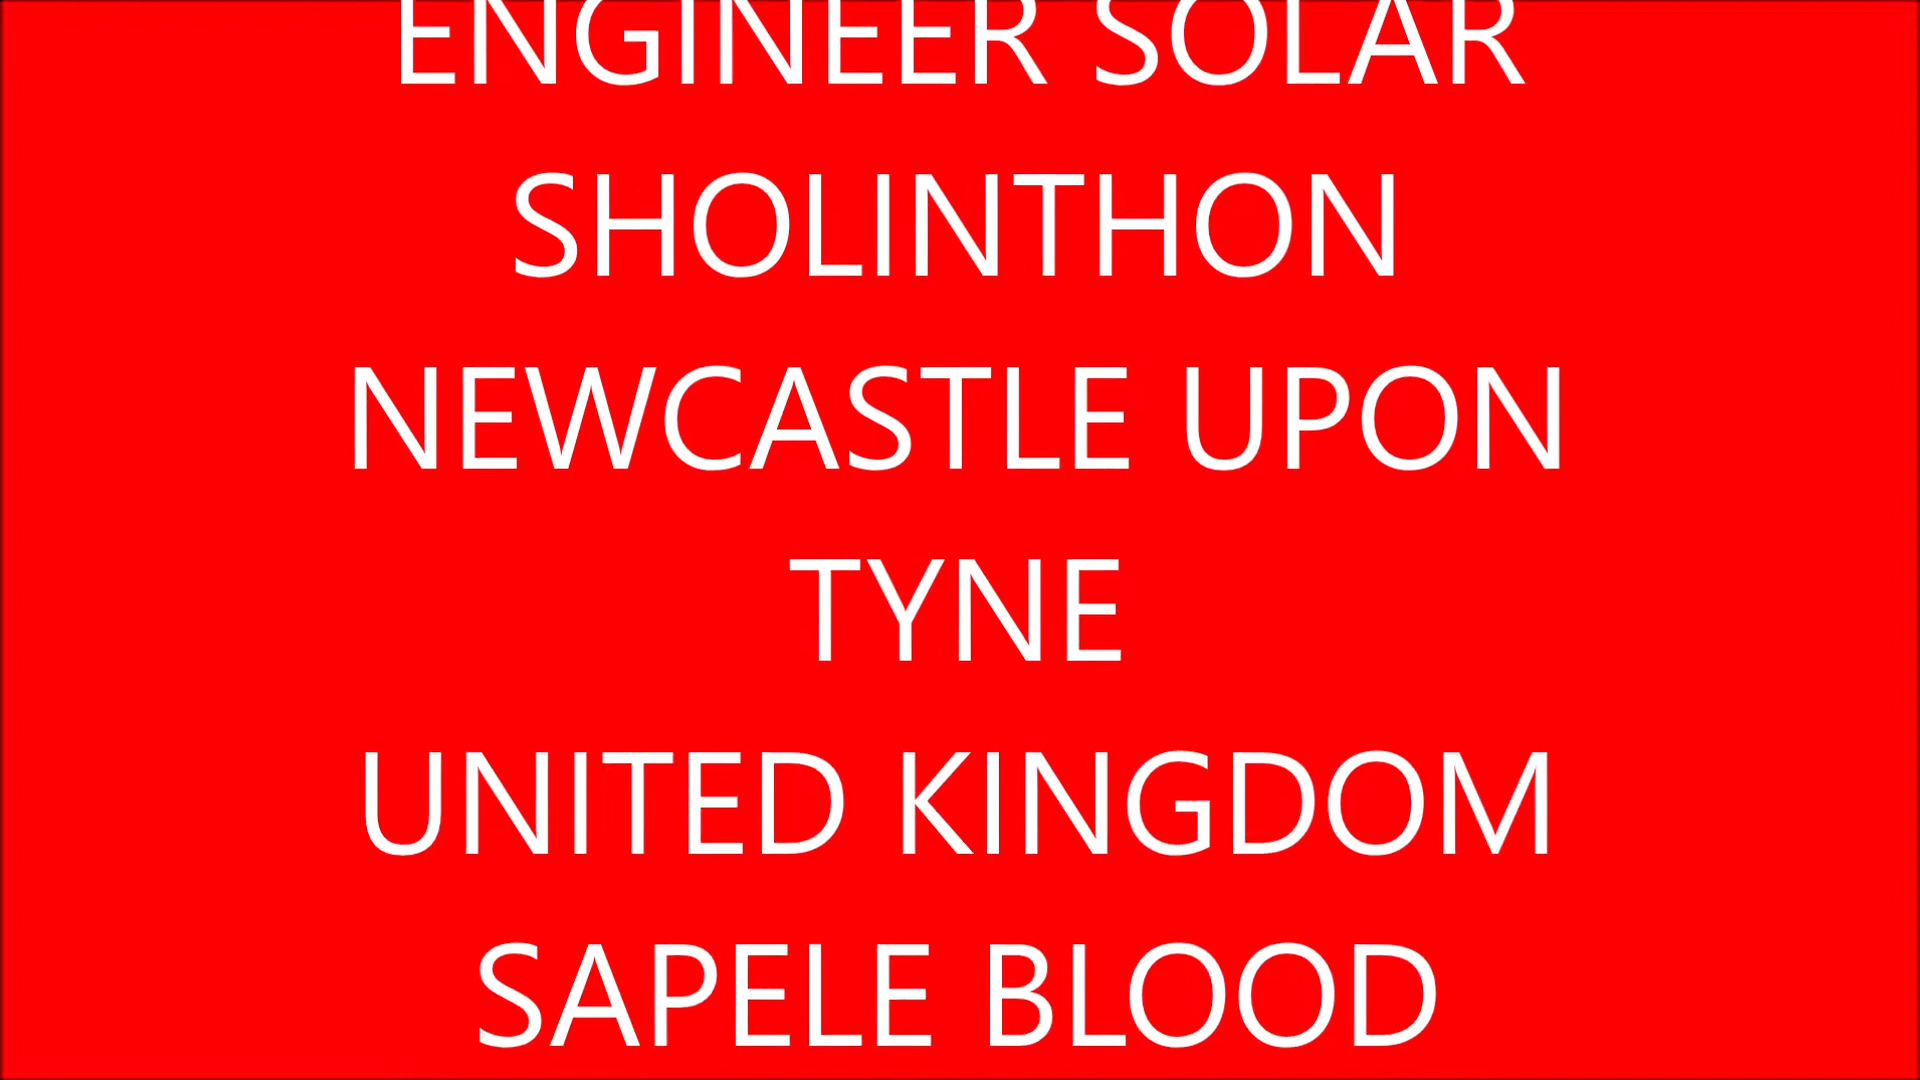 ENGINEER SOLAR
SHOLINTHON
NEWCASTLE UPON
TYNE
UNITED KINGDOM
SAPELE BLOOD